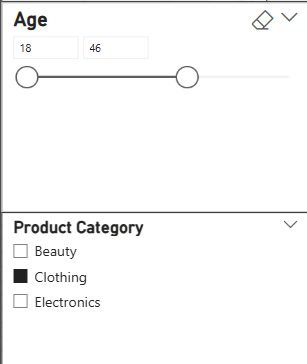 Age
18 46
Product Category
Beauty
Clothing
Electronics